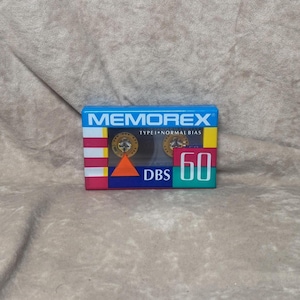 MEMOREX
TYPE I • NORMAL BIAS
DBS
60